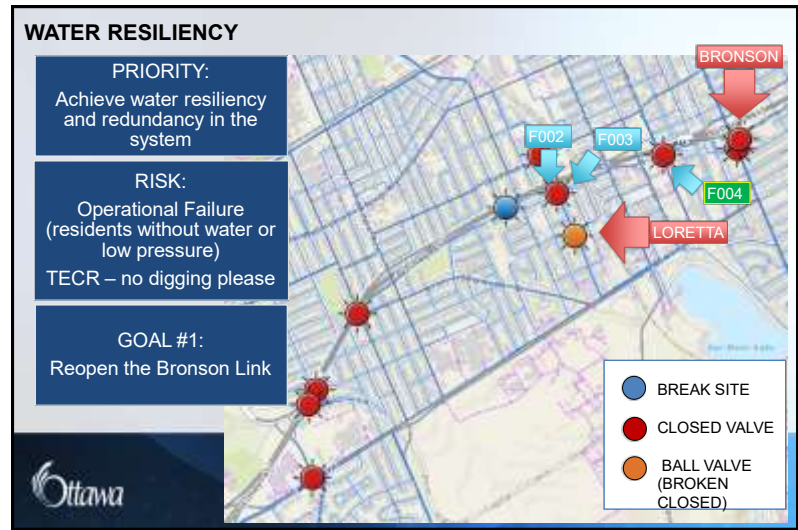 WATER RESILIENCY
PRIORITY:
Achieve water resiliency
and redundancy in the
system
RISK:
Operational Failure
(residents without water or
low pressure)
TECR – no digging please
GOAL #1:
Reopen the Bronson Link
BRONSON
F002
F003
F004
LORETTA
BREAK SITE
CLOSED VALVE
BALL VALVE
(BROKEN
CLOSED)
Ottawa